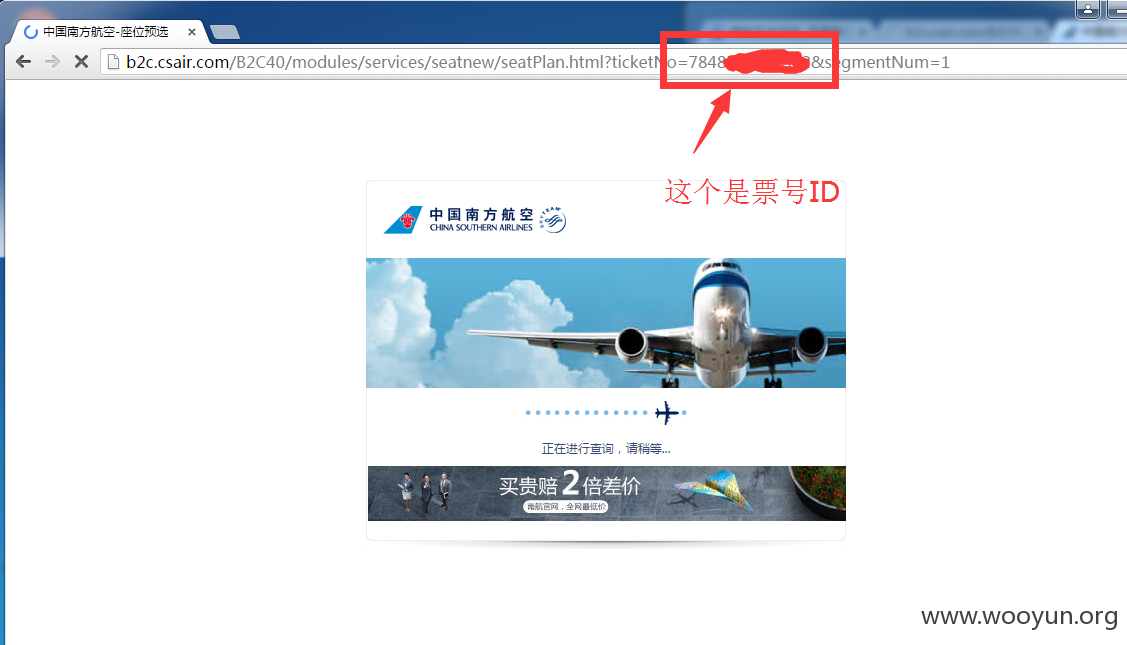 中国南方航空-座位预选
b2c.csair.com/B2C40/modules/services/seatnew/seatPlan.html?ticketNo=7848 &segmentNum=1
这个是票号ID
中国南方航空
CHINA SOUTHERN AIRLINES
SKYTEAM
正在进行查询，请稍等...
买贵赔2倍差价
南航官网，全网最低价
www.wooyun.org